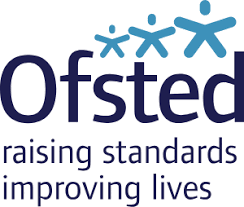 Ofsted
raising standards
improving lives